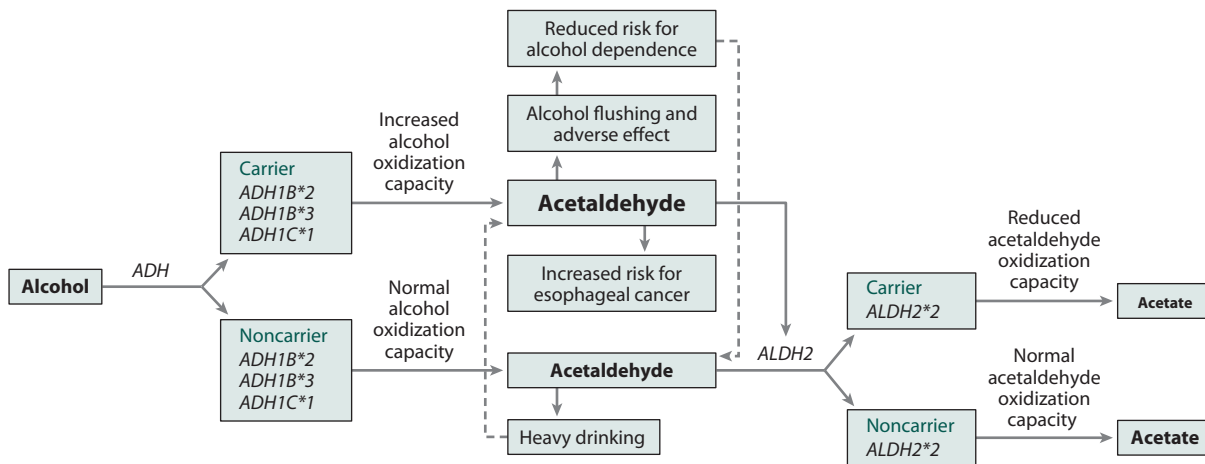 Alcohol
ADH
Carrier
ADH1B*2
ADH1B*3
ADH1C*1
Noncarrier
ADH1B*2
ADH1B*3
ADH1C*1
Increased
alcohol
oxidization
capacity
Normal
alcohol
oxidization
capacity
Reduced risk for
alcohol dependence
Alcohol flushing and
adverse effect
Acetaldehyde
Increased risk for
esophageal cancer
Acetaldehyde
Heavy drinking
ALDH2
Carrier
ALDH2*2
Noncarrier
ALDH2*2
Reduced
acetaldehyde
oxidization
capacity
Acetate
Normal
acetaldehyde
oxidization
capacity
Acetate